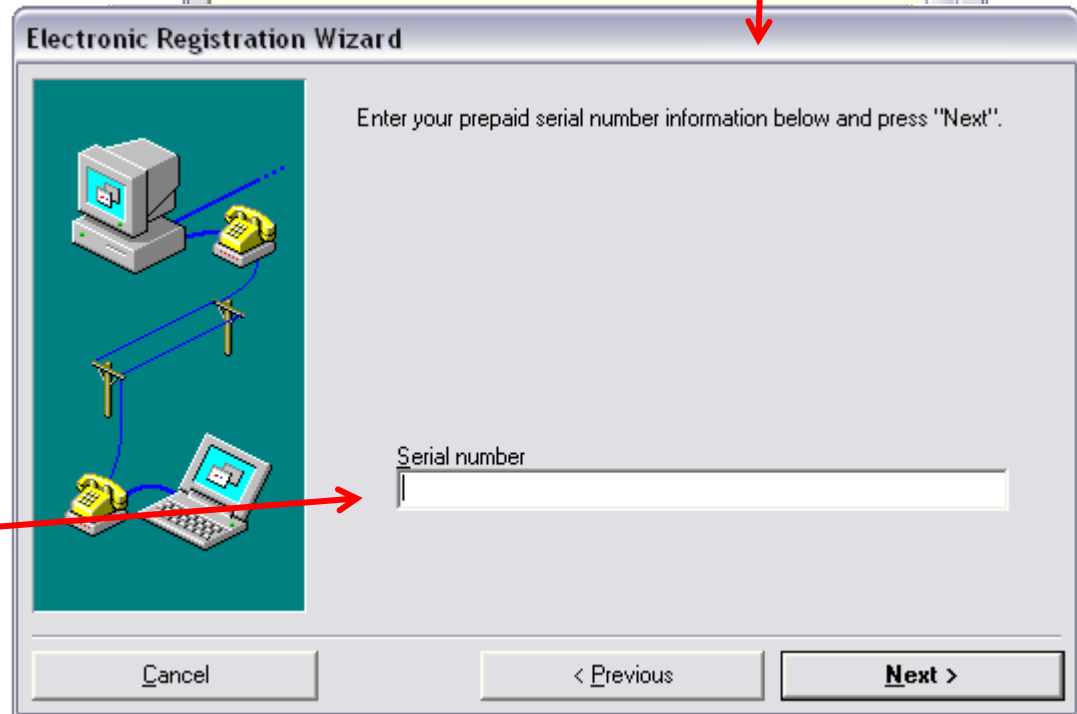 Electronic Registration Wizard
Enter your prepaid serial number information below and press "Next".
Serial number
Cancel
< Previous
Next >